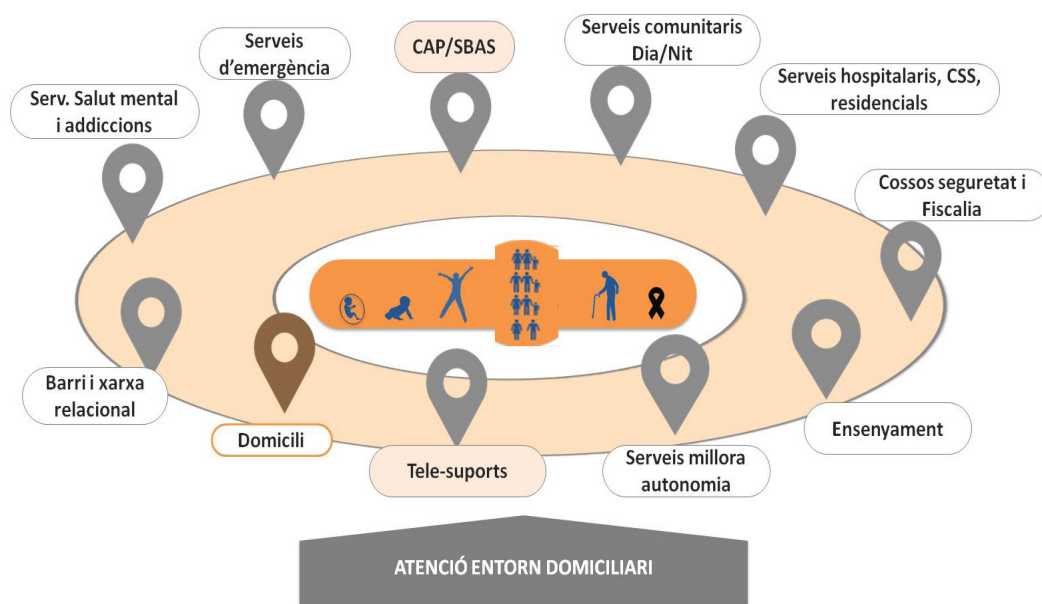 Serveis
d’emergència
CAP/SBAS
Serveis comunitaris
Dia/Nit
Serv. Salut mental
i addiccions
Serveis hospitalaris, CSS,
residencials
Cossos seguretat i
Fiscalia
Barri i xarxa
relacional
Domicili
Tele-suports
Serveis millora
autonomia
Ensenyament
ATENCIÓ ENTORN DOMICILIARI